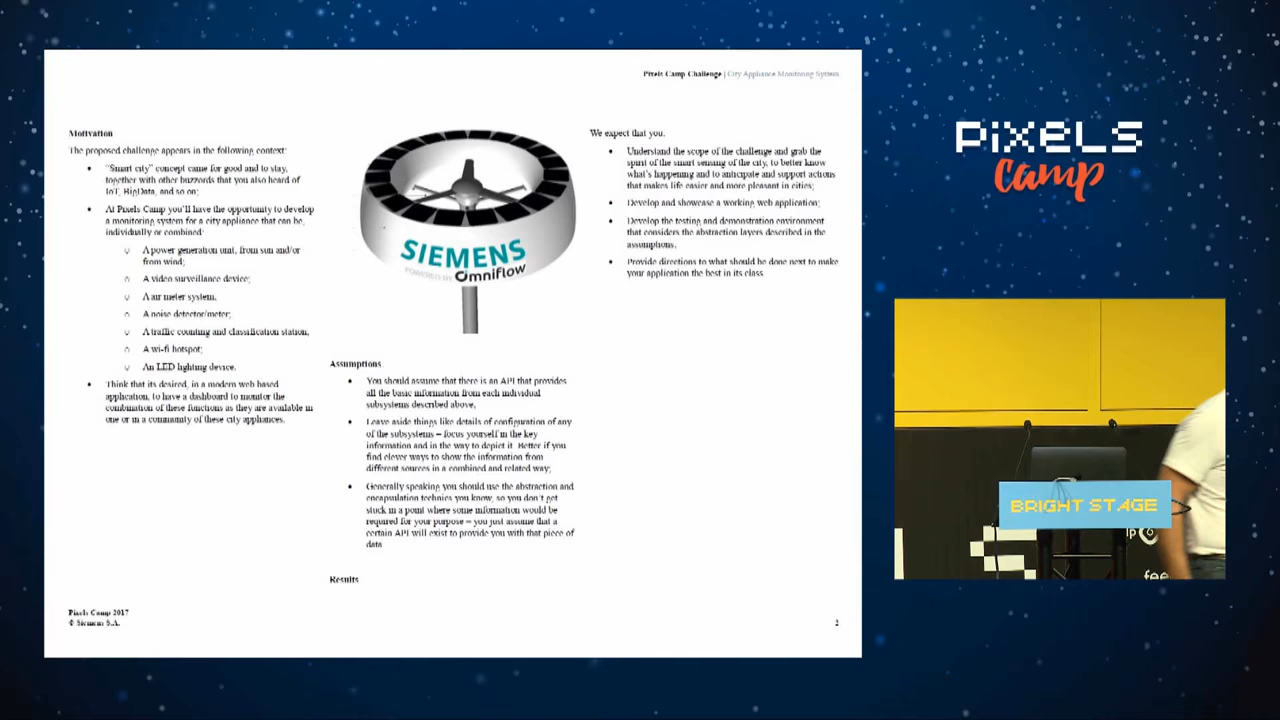 Pixels Camp Challenge | City Appliance Monitoring System
Motivation
The proposed challenge appears in the following context:
• "Smart city" concept came for good and to stay,
together with other buzzords that you also heard of
IoT, BigData, and so on;
• At Pixels Camp you'll have the opportunity to develop
a monitoring system for a city appliance that can be,
individually or combined:
o A power generation unit, from sun and/or
from wind;
o A video surveillance device;
o A air meter system,
o A noise detector/meter;
o A traffic counting and classification station,
o A wi-fi hotspot;
o An LED lighting device.
• Think that its desired, in a modern web based
application, to have a dashboard to monitor the
combination of these functions as they are available in
one or in a community of these city appliances.
SIEMENS
POWERED BY Omniflow
Assumptions
• You should assume that there is an API that provides
all the basic information from each individual
subsystems described above,
• Leave aside things like details of configuration of any
of the subsystems – focus yourself in the key
information and in the way to depict it. Better if you
find clever ways to show the information from
different sources in a combined and related way;
• Generally speaking you should use the abstraction and
encapsulation technics you know, so you don't get
stuck in a point where some information would be
required for your purpose – you just assume that a
certain API will exist to provide you with that piece of
data
Results
We expect that you.
• Understand the scope of the challenge and grab the
spirit of the smart sensing of the city, to better know
what's happening and to anticipate and support actions
that makes life easier and more pleasant in cities;
• Develop and showcase a working web application;
• Develop the testing and demonstration environment
that considers the abstraction layers described in the
assumptions,
• Provide directions to what should be done next to make
your application the best in its class
Pixels Camp 2017
© Siemens S.A.
2
PIXELS
Camp
BRIGHT STAGE
fee